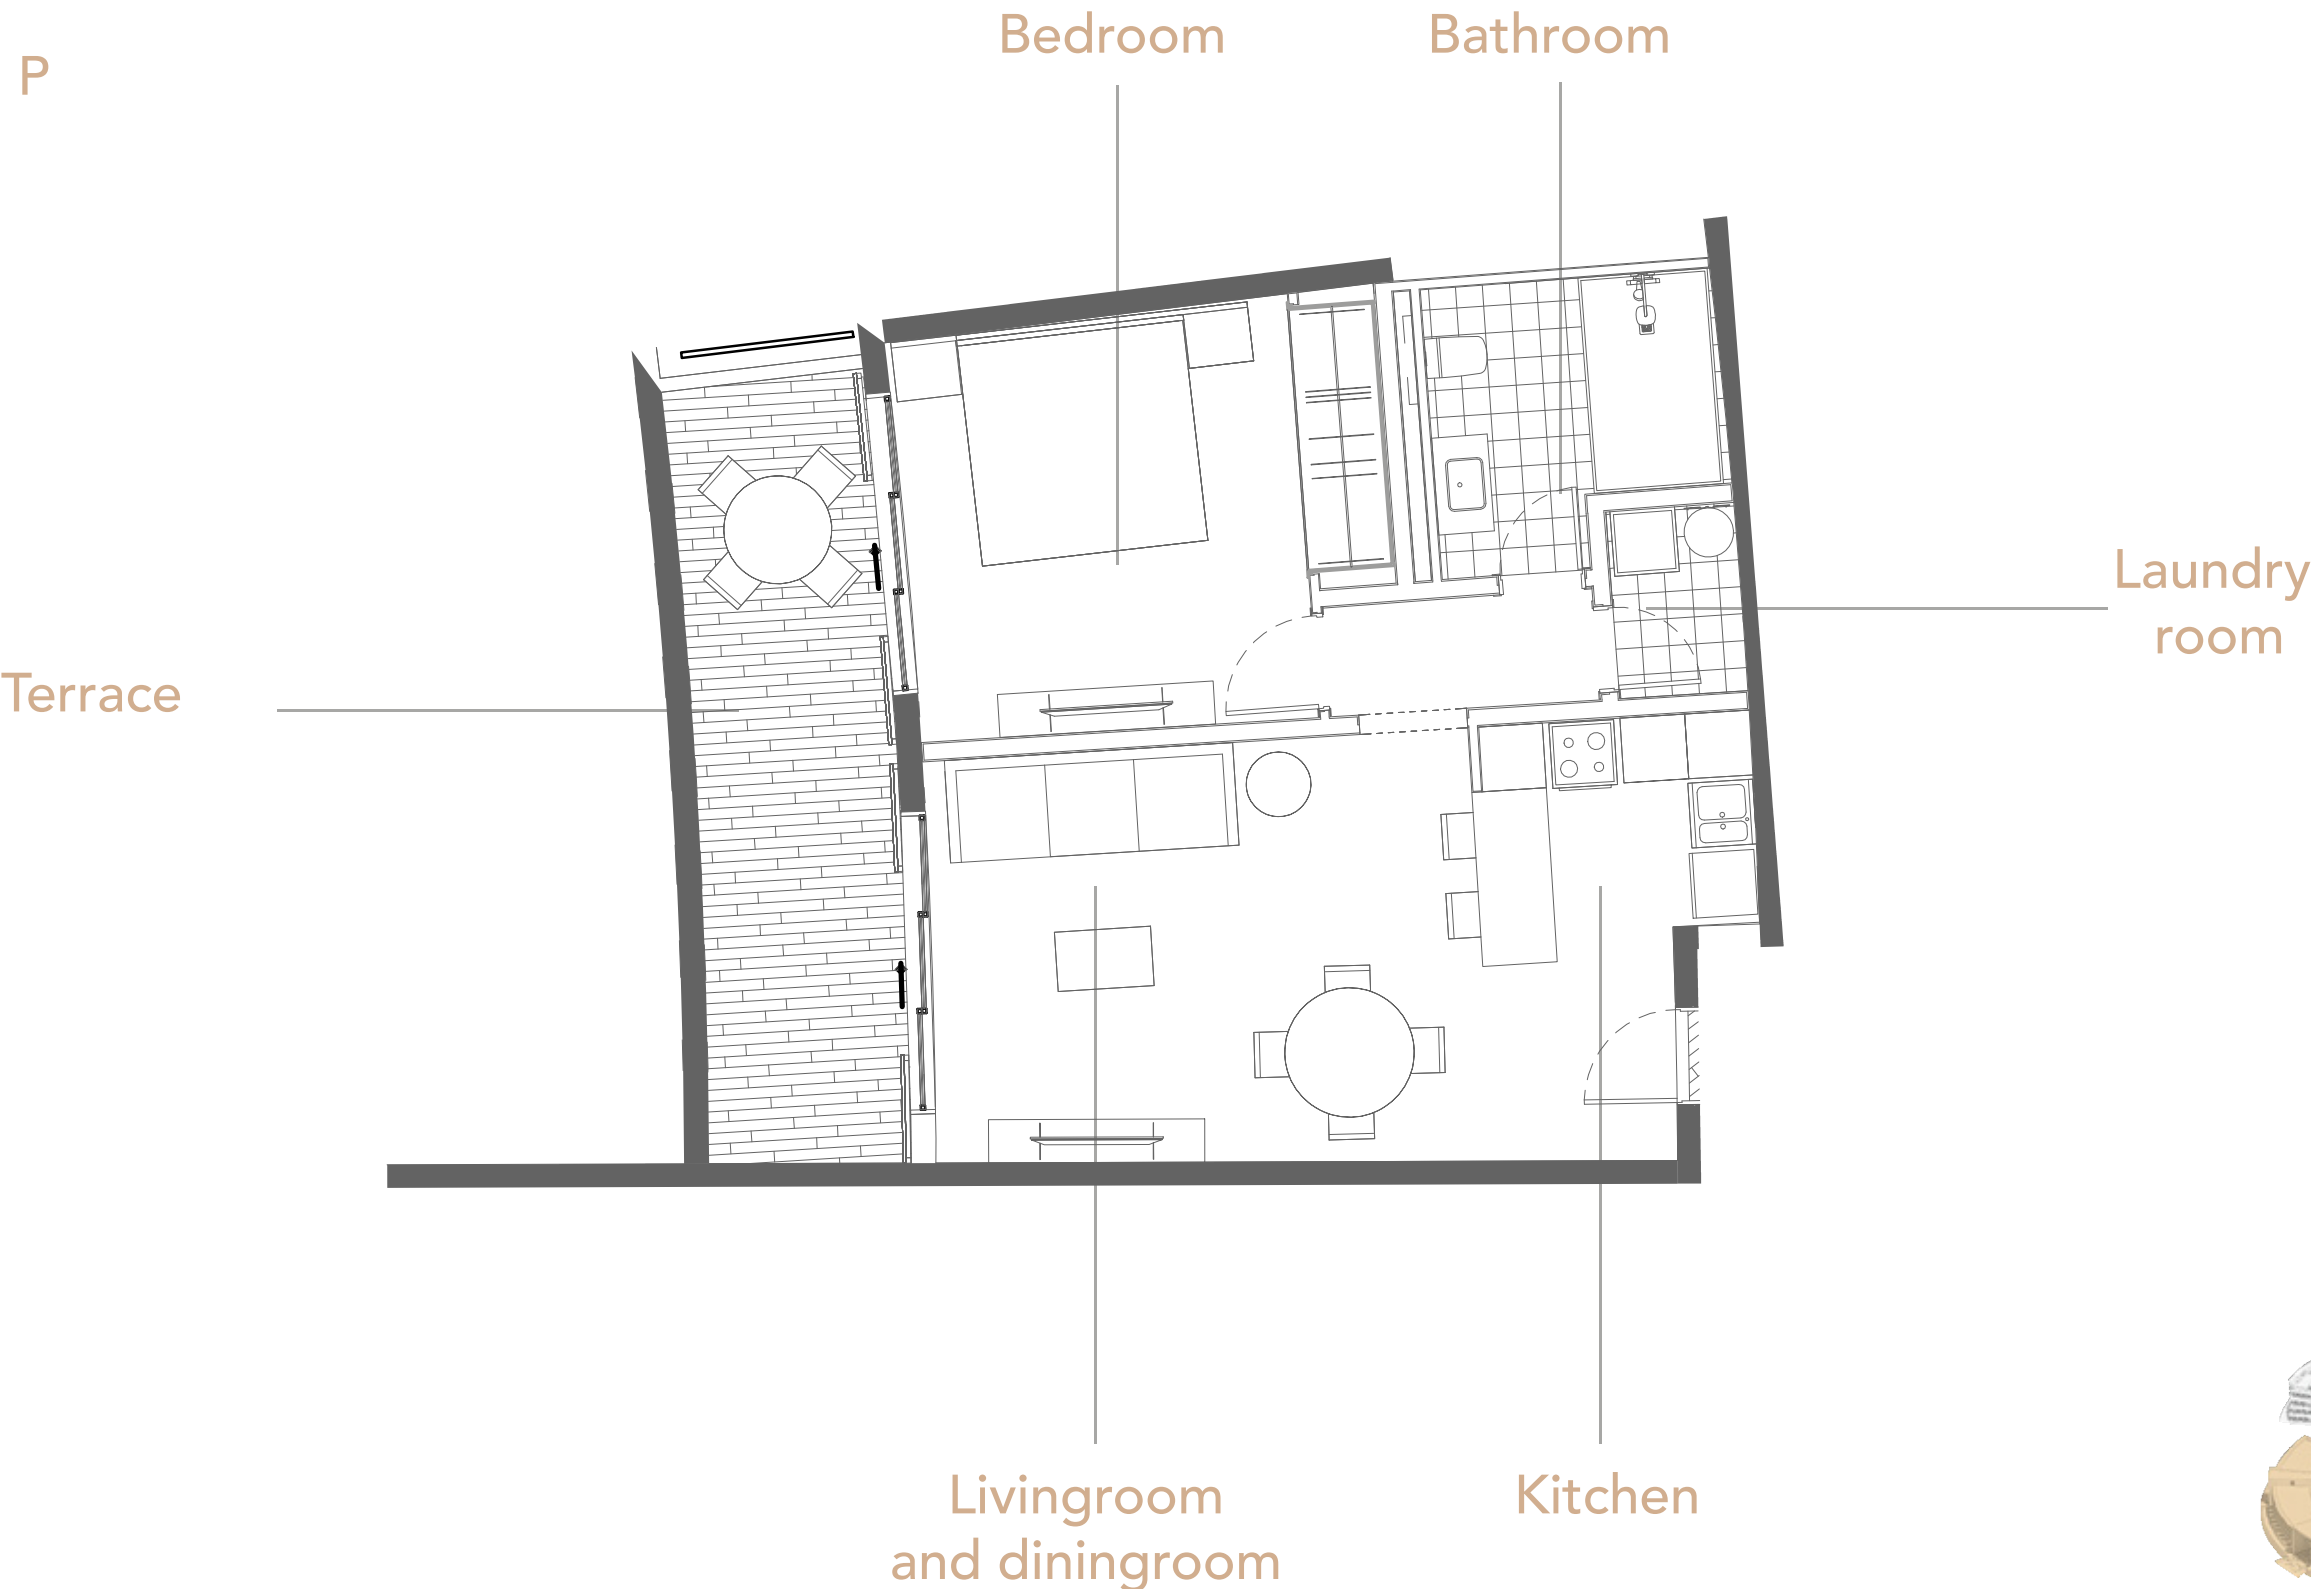 P
Bedroom
Bathroom
Laundry
room
Terrace
Livingroom
and diningroom
Kitchen